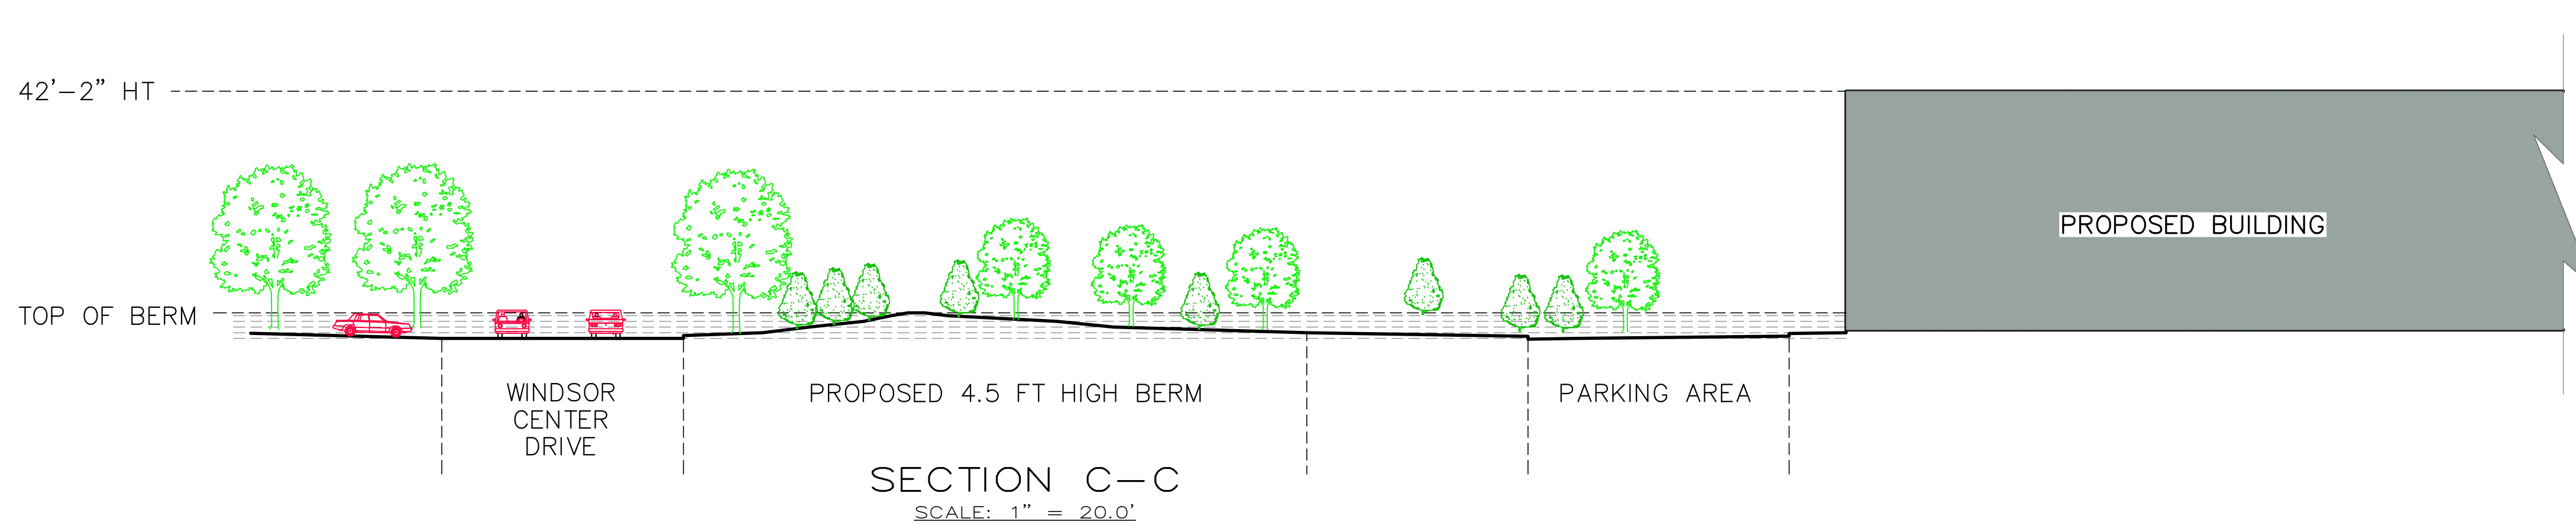 42'-2" HT
PROPOSED BUILDING
TOP OF BERM
WINDSOR
CENTER
DRIVE
PROPOSED 4.5 FT HIGH BERM
PARKING AREA
SECTION C-C
SCALE: 1" = 20.0'